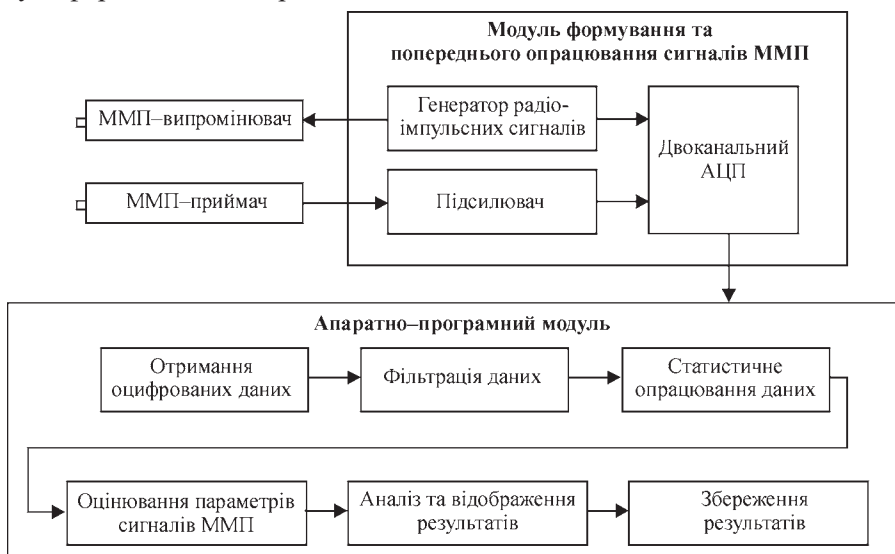 Модуль формування та
попереднього опрацювання сигналів ММП
ММП–випромінювач
Генератор радіо-
імпульсних сигналів
Двоканальний
АЦП
ММП–приймач
Підсилювач
Апаратно–програмний модуль
Отримання
оцифрованих даних
Фільтрація даних
Статистичне
опрацювання даних
Оцінювання параметрів
сигналів ММП
Аналіз та відображення
результатів
Збереження
результатів